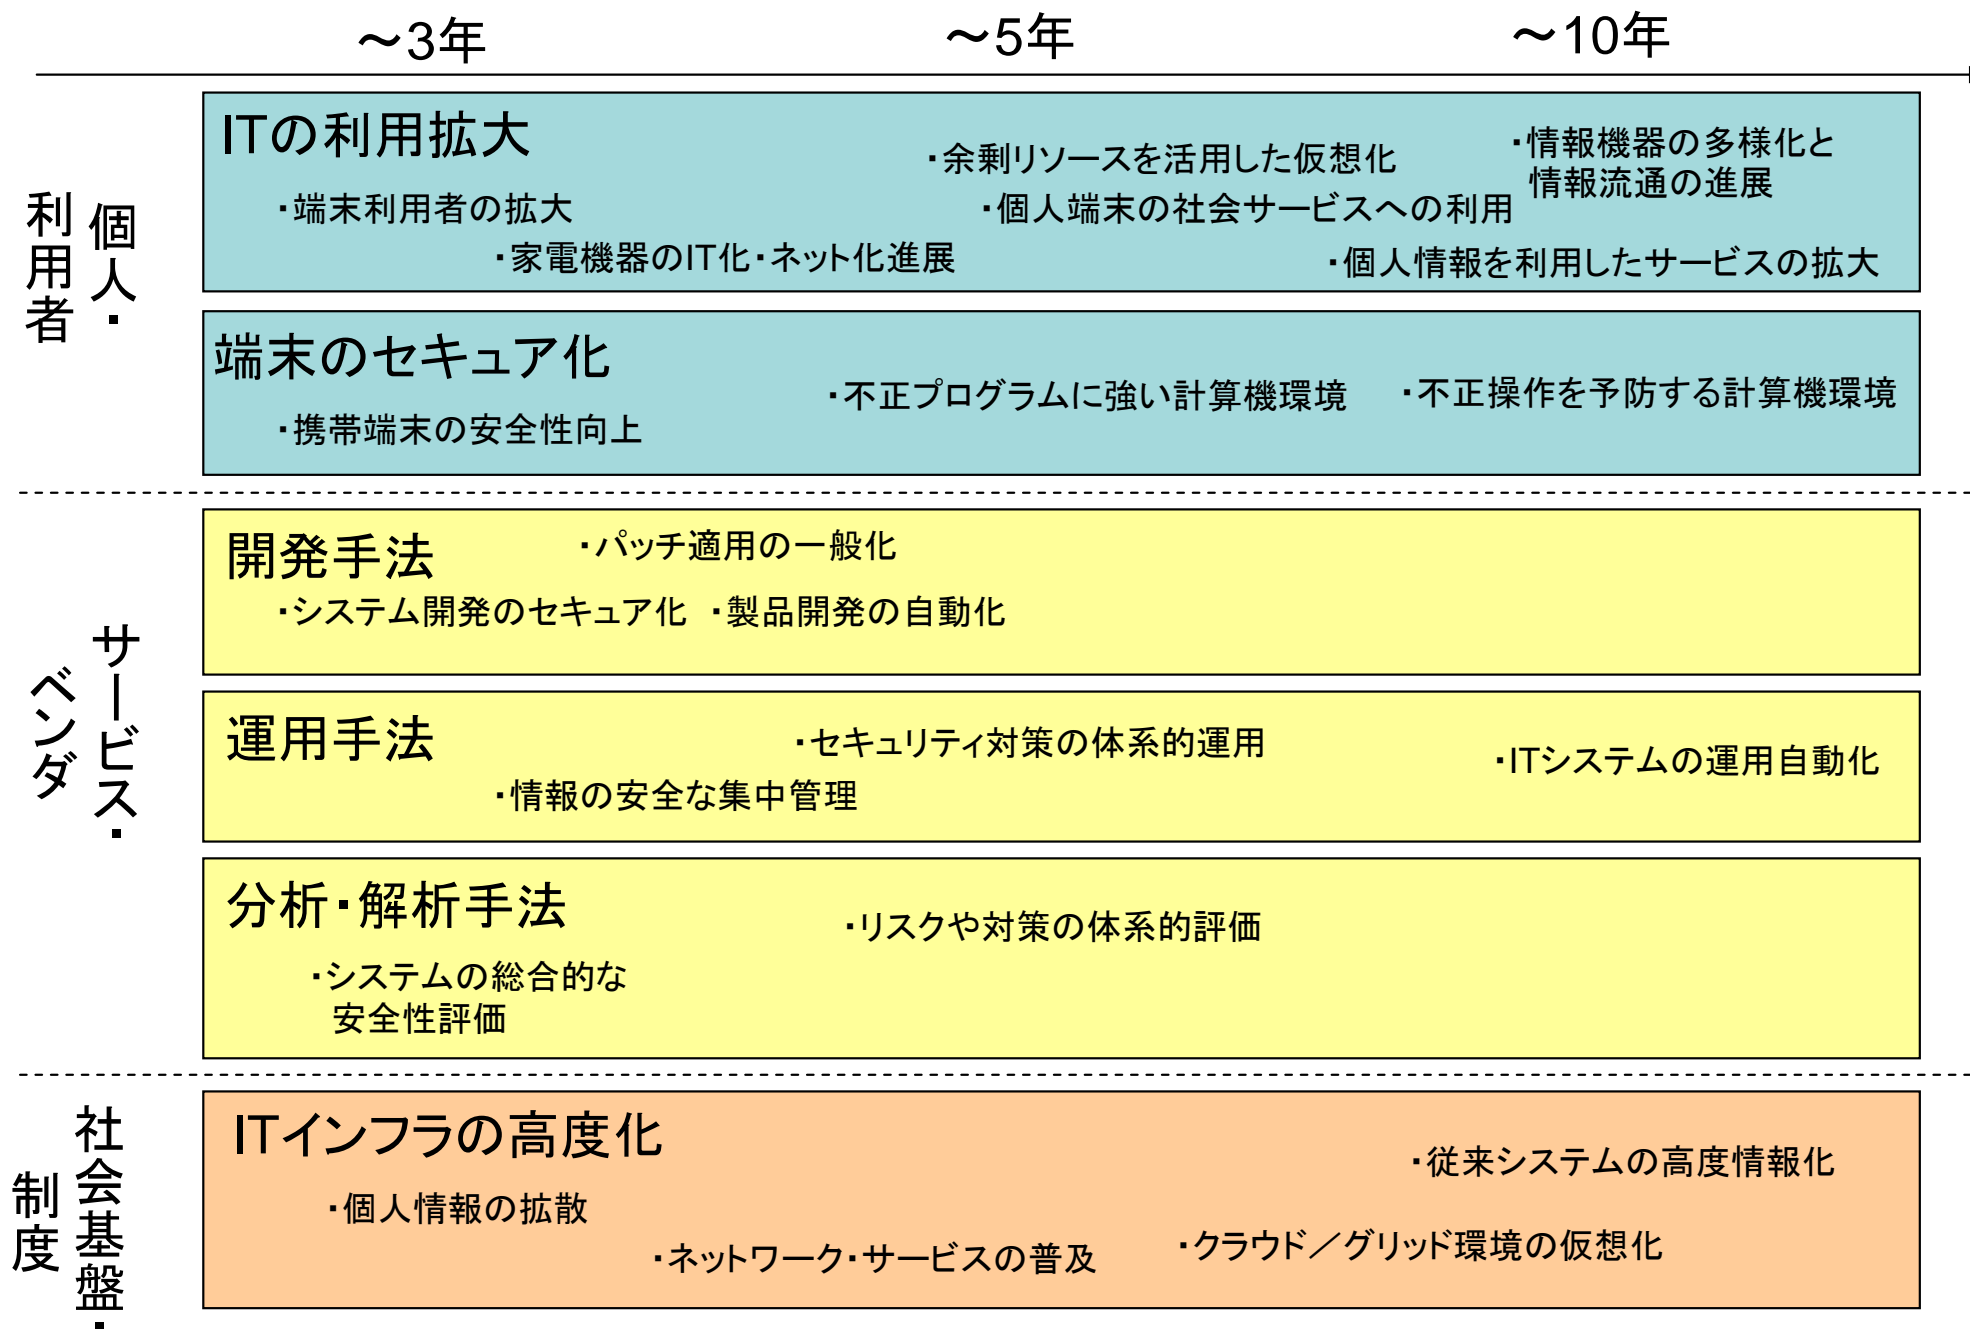 ～3年
～5年
～10年
個人・
利用者
ITの利用拡大
・余剰リソースを活用した仮想化
・情報機器の多様化と
情報流通の進展
・端末利用者の拡大
・個人端末の社会サービスへの利用
・家電機器のIT化・ネット化進展
・個人情報を利用したサービスの拡大
端末のセキュア化
・不正プログラムに強い計算機環境
・不正操作を予防する計算機環境
・携帯端末の安全性向上
サービス・
ベンダ
開発手法
・パッチ適用の一般化
・システム開発のセキュア化
・製品開発の自動化
運用手法
・セキュリティ対策の体系的運用
・ITシステムの運用自動化
・情報の安全な集中管理
分析・解析手法
・リスクや対策の体系的評価
・システムの総合的な
安全性評価
社会基盤・
制度
ITインフラの高度化
・従来システムの高度情報化
・個人情報の拡散
・ネットワーク・サービスの普及
・クラウド／グリッド環境の仮想化